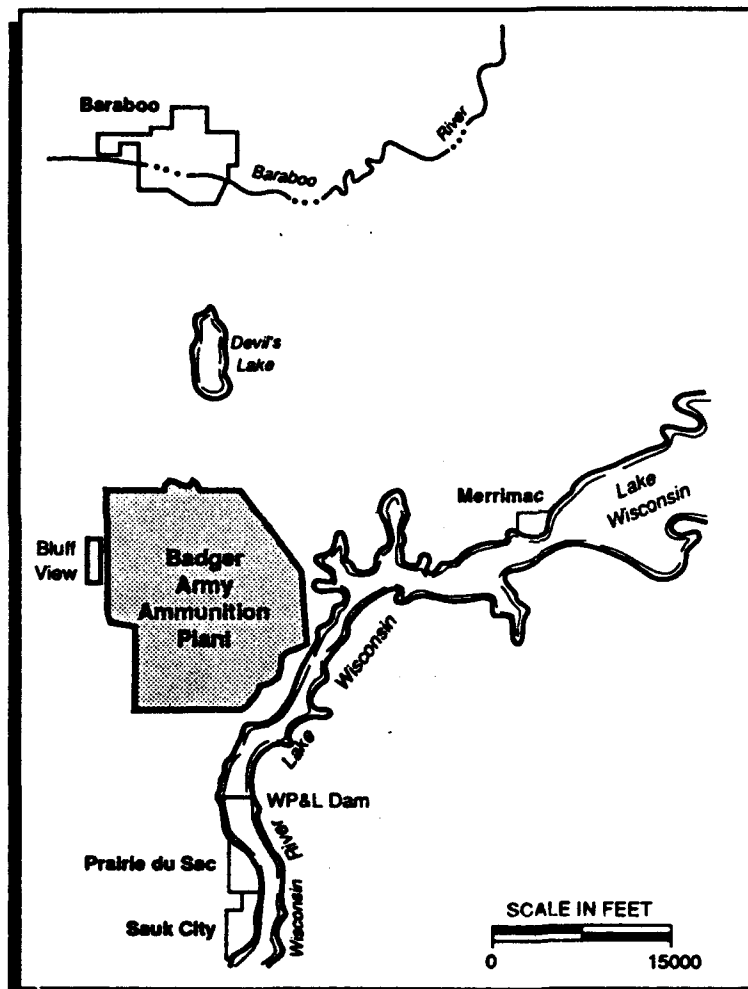 Baraboo
River
Baraboo
Devil's
Lake
Merrimac
Lake
Wisconsin
Bluff
View
Badger
Army
Ammunition
Plant
Wisconsin
Lake
WP&L Dam
River
Wisconsin
Prairie du Sac
Sauk City
SCALE IN FEET
0 15000